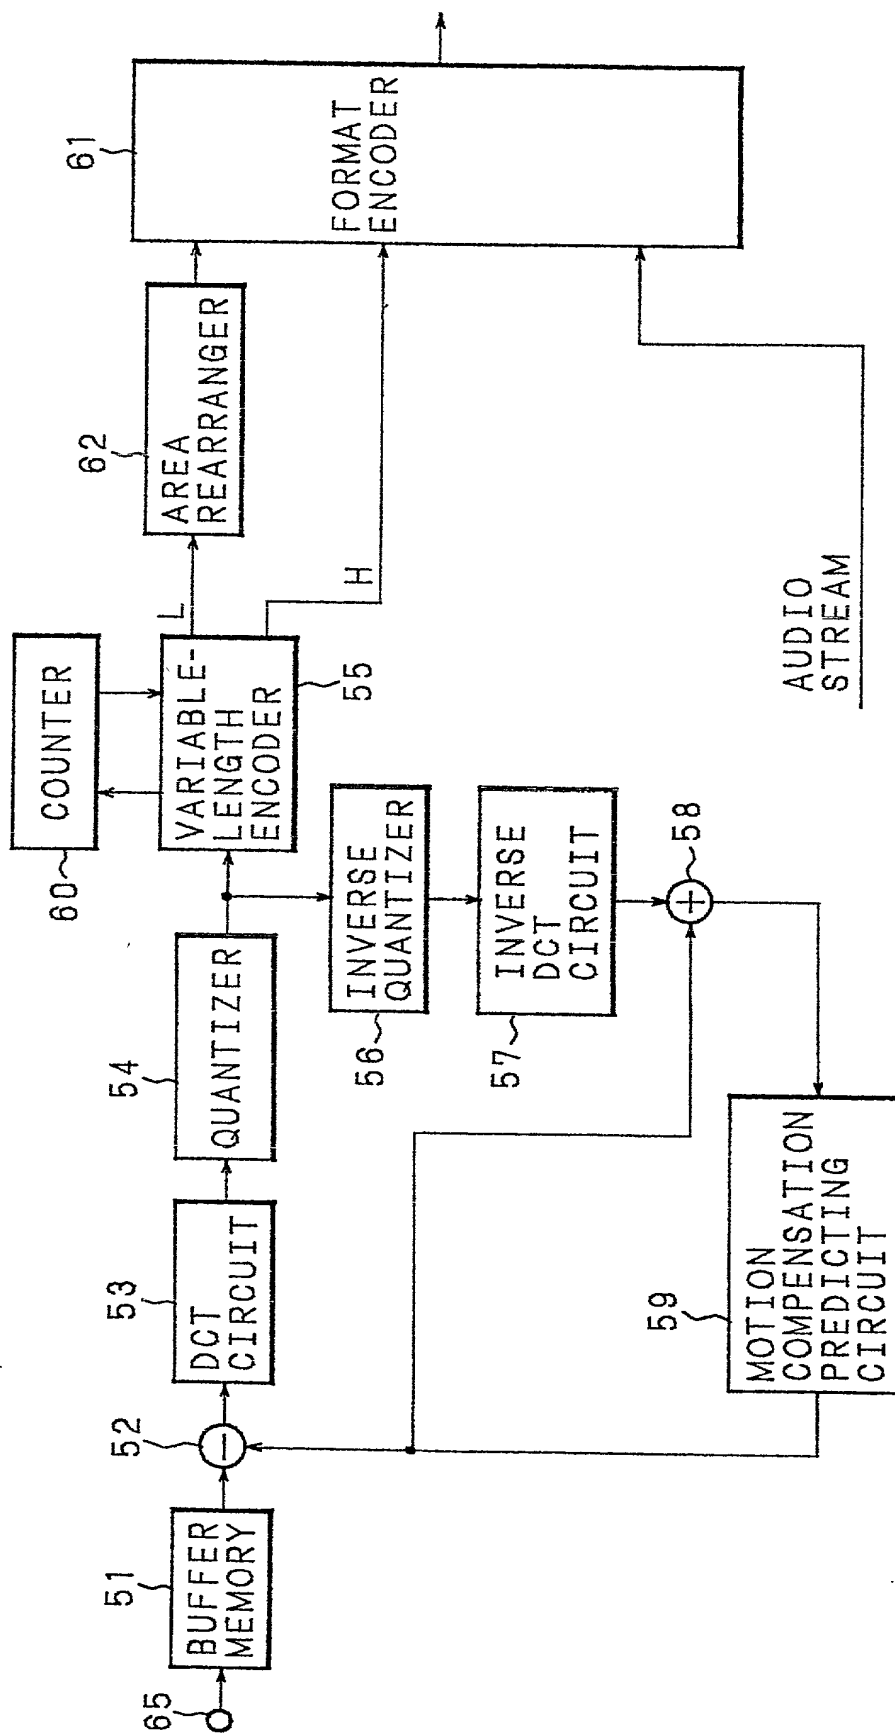 65
51
BUFFER
MEMORY
52
53
DCT
CIRCUIT
54
QUANTIZER
60
COUNTER
VARIABLE-
LENGTH
ENCODER
55
L
H
62
AREA
REARRANGER
61
FORMAT
ENCODER
56
INVERSE
QUANTIZER
57
INVERSE
DCT
CIRCUIT
58
59
MOTION
COMPENSATION
PREDICTING
CIRCUIT
AUDIO
STREAM